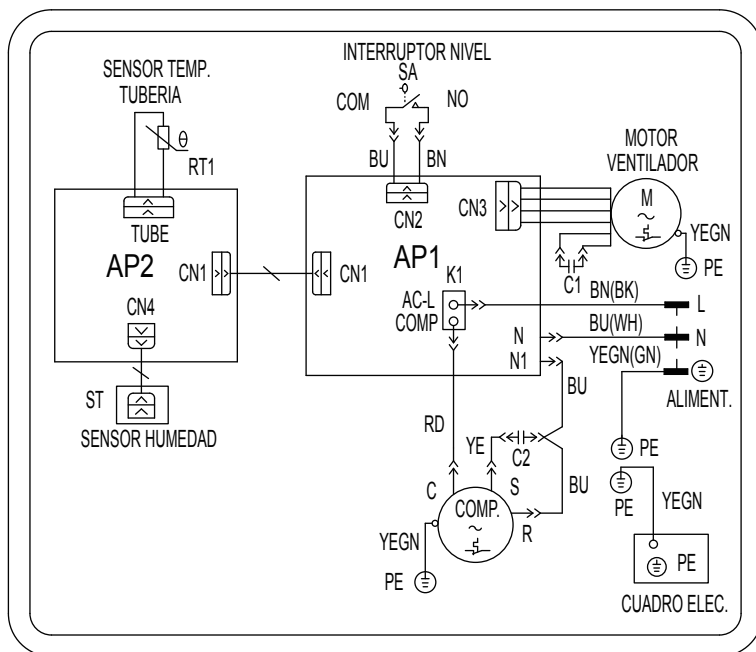 INTERRUPTOR NIVEL
SA
SENSOR TEMP.
TUBERIA
COM
NO
θ
RT1
BU
BN
MOTOR
VENTILADOR
M
CN2
CN3
TUBE
YEGN
PE
AP2
CN1
CN1
AP1
K1
C1
AC-L
COMP
BN(BK)
L
CN4
BU(WH)
N
N
N1
YEGN(GN)
ALIMENT.
BU
ST
SENSOR HUMEDAD
RD
YE
C2
PE
C
S
BU
COMP.
R
PE
YEGN
YEGN
PE
PE
CUADRO ELEC.